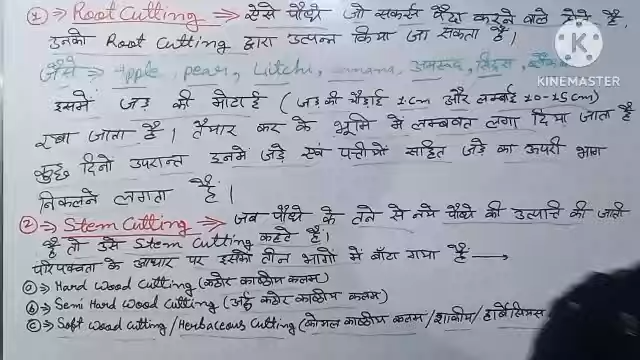 ① Root Cutting ⇒ ऐसे पौधे जो सकर्स पैदा करने वाले होते है,
उनको Root Cutting द्वारा उत्पन्न किया जा सकता है।
जैसे ⇒ Apple, pear, Litchi, अमरूद,
इसमें जड़ की मोटाई (जड़ की चौड़ाई 1cm और लम्बाई 10-15cm)
रखा जाता है। तैयार कर के भूमि में लम्बवत लगा दिया जाता है
कुछ दिनो उपरान्त इनमें जड़े एवं पत्तीयो सहित जड़े का ऊपरी भाग
निकलने लगता है।
② Stem Cutting → जब पौधे के तने से नये पौधे की उत्पात्ति की जाती
है तो उसे Stem Cutting कहते है।
परिपक्वता के आधार पर इसको तीन भागो में बाँटा गया है →
ⓐ Hard Wood Cutting (कठोर काष्ठीय कलम)
ⓑ Semi Hard Wood Cutting (अर्द्ध कठोर काष्ठीय कलम)
ⓒ Soft Wood Cutting / Herbaceous Cutting (कोमल काष्ठीय कलम / शाकीय /
K
KINEMASTER